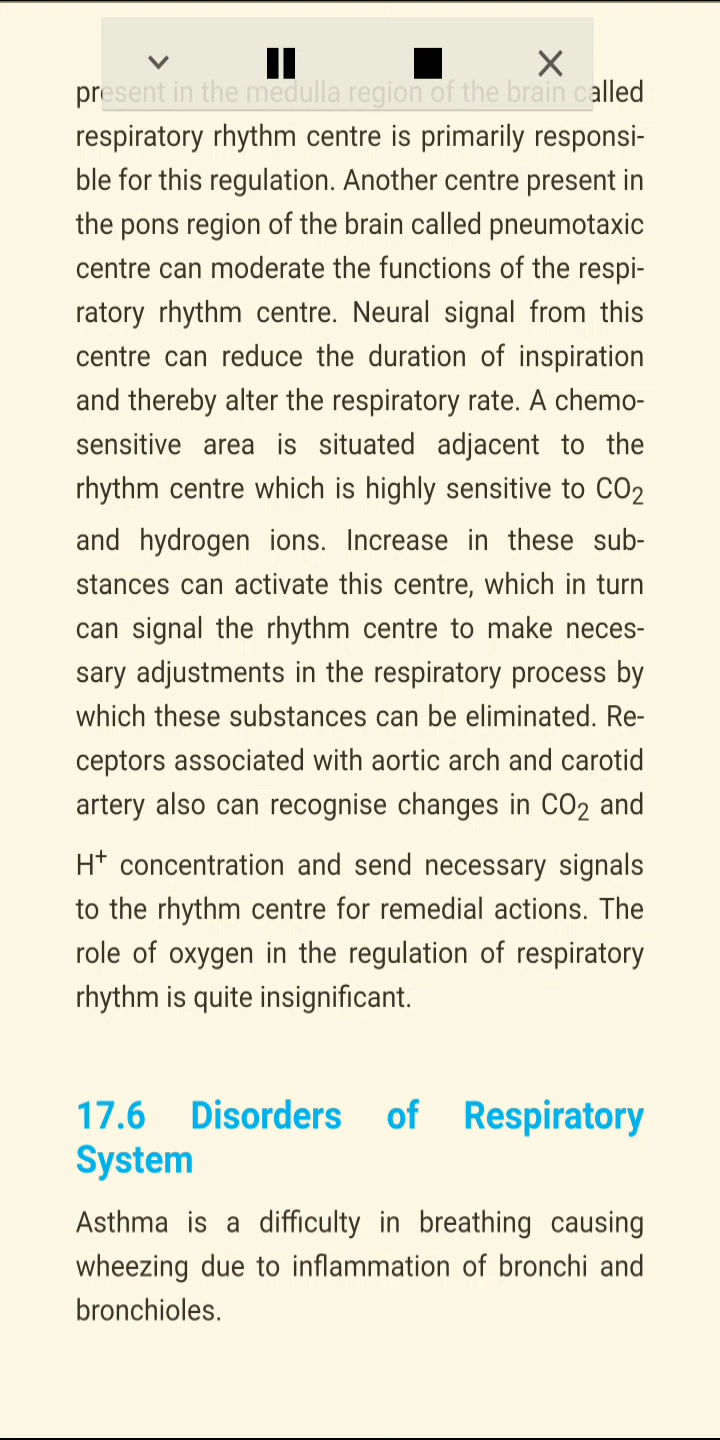 present in the medulla region of the brain called
respiratory rhythm centre is primarily responsi-
ble for this regulation. Another centre present in
the pons region of the brain called pneumotaxic
centre can moderate the functions of the respi-
ratory rhythm centre. Neural signal from this
centre can reduce the duration of inspiration
and thereby alter the respiratory rate. A chemo-
sensitive area is situated adjacent to the
rhythm centre which is highly sensitive to CO₂
and hydrogen ions. Increase in these sub-
stances can activate this centre, which in turn
can signal the rhythm centre to make neces-
sary adjustments in the respiratory process by
which these substances can be eliminated. Re-
ceptors associated with aortic arch and carotid
artery also can recognise changes in CO₂ and
H⁺ concentration and send necessary signals
to the rhythm centre for remedial actions. The
role of oxygen in the regulation of respiratory
rhythm is quite insignificant.
17.6 Disorders of Respiratory
System
Asthma is a difficulty in breathing causing
wheezing due to inflammation of bronchi and
bronchioles.